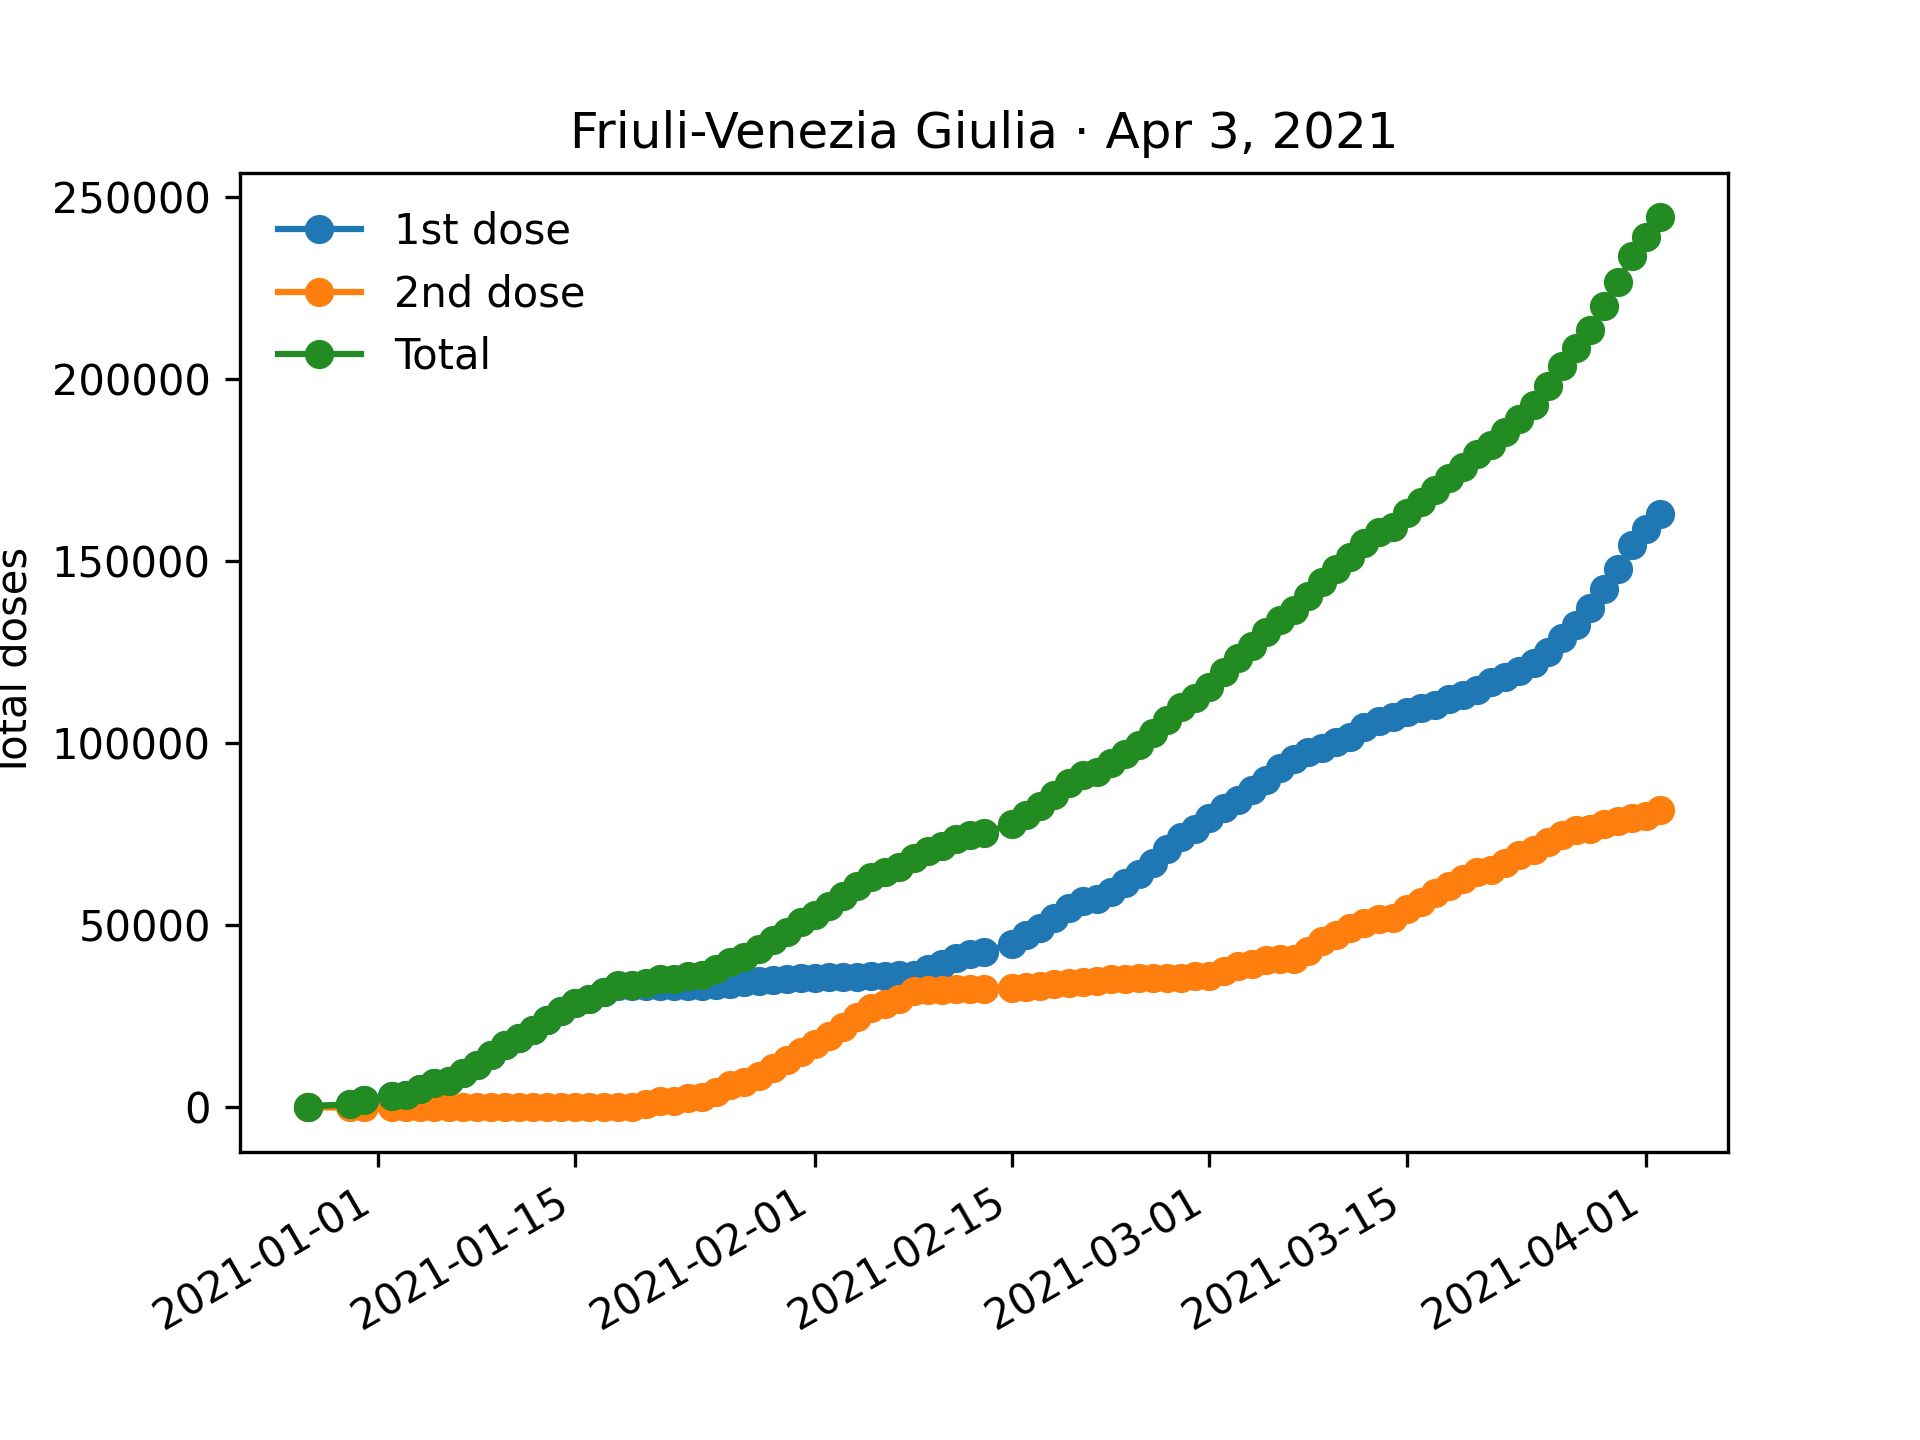 Friuli-Venezia Giulia · Apr 3, 2021
250000
200000
150000
100000
50000
0
Total doses
1st dose
2nd dose
Total
2021-01-01
2021-01-15
2021-02-01
2021-02-15
2021-03-01
2021-03-15
2021-04-01